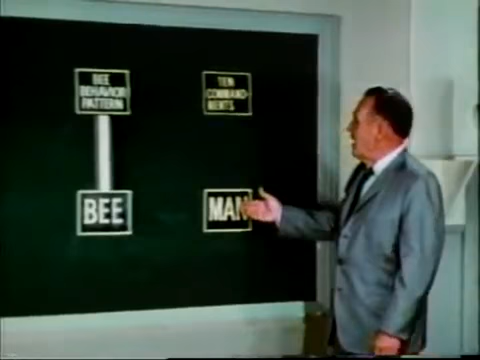 BEE
BEHAVIOR
PATTERN
TEN
COMMAND-
MENTS
BEE
MAN